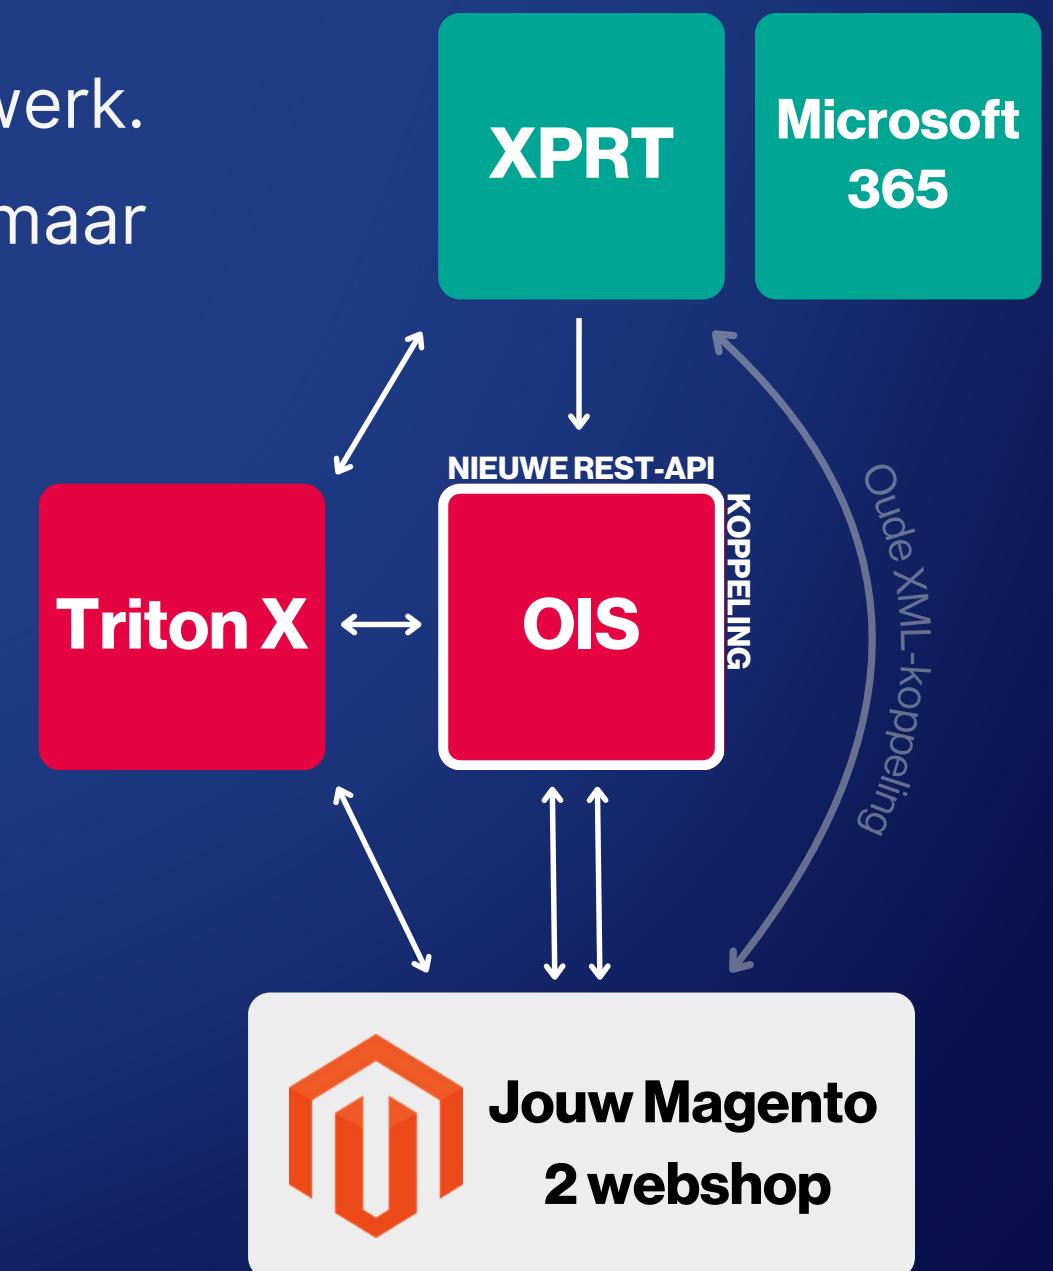 werk.
maar
XPRT
Microsoft
365
NIEUWE REST-API
KOPPELING
Triton X
OIS
Oude XML-koppeling
Jouw Magento
2 webshop